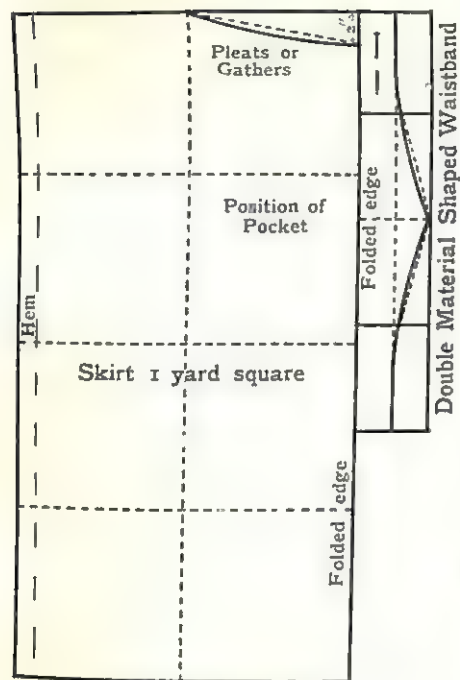 2"
Pleats or
Gathers
Position of
Pocket
Hem
Skirt 1 yard square
Folded edge
Folded edge
Double Material Shaped Waistband